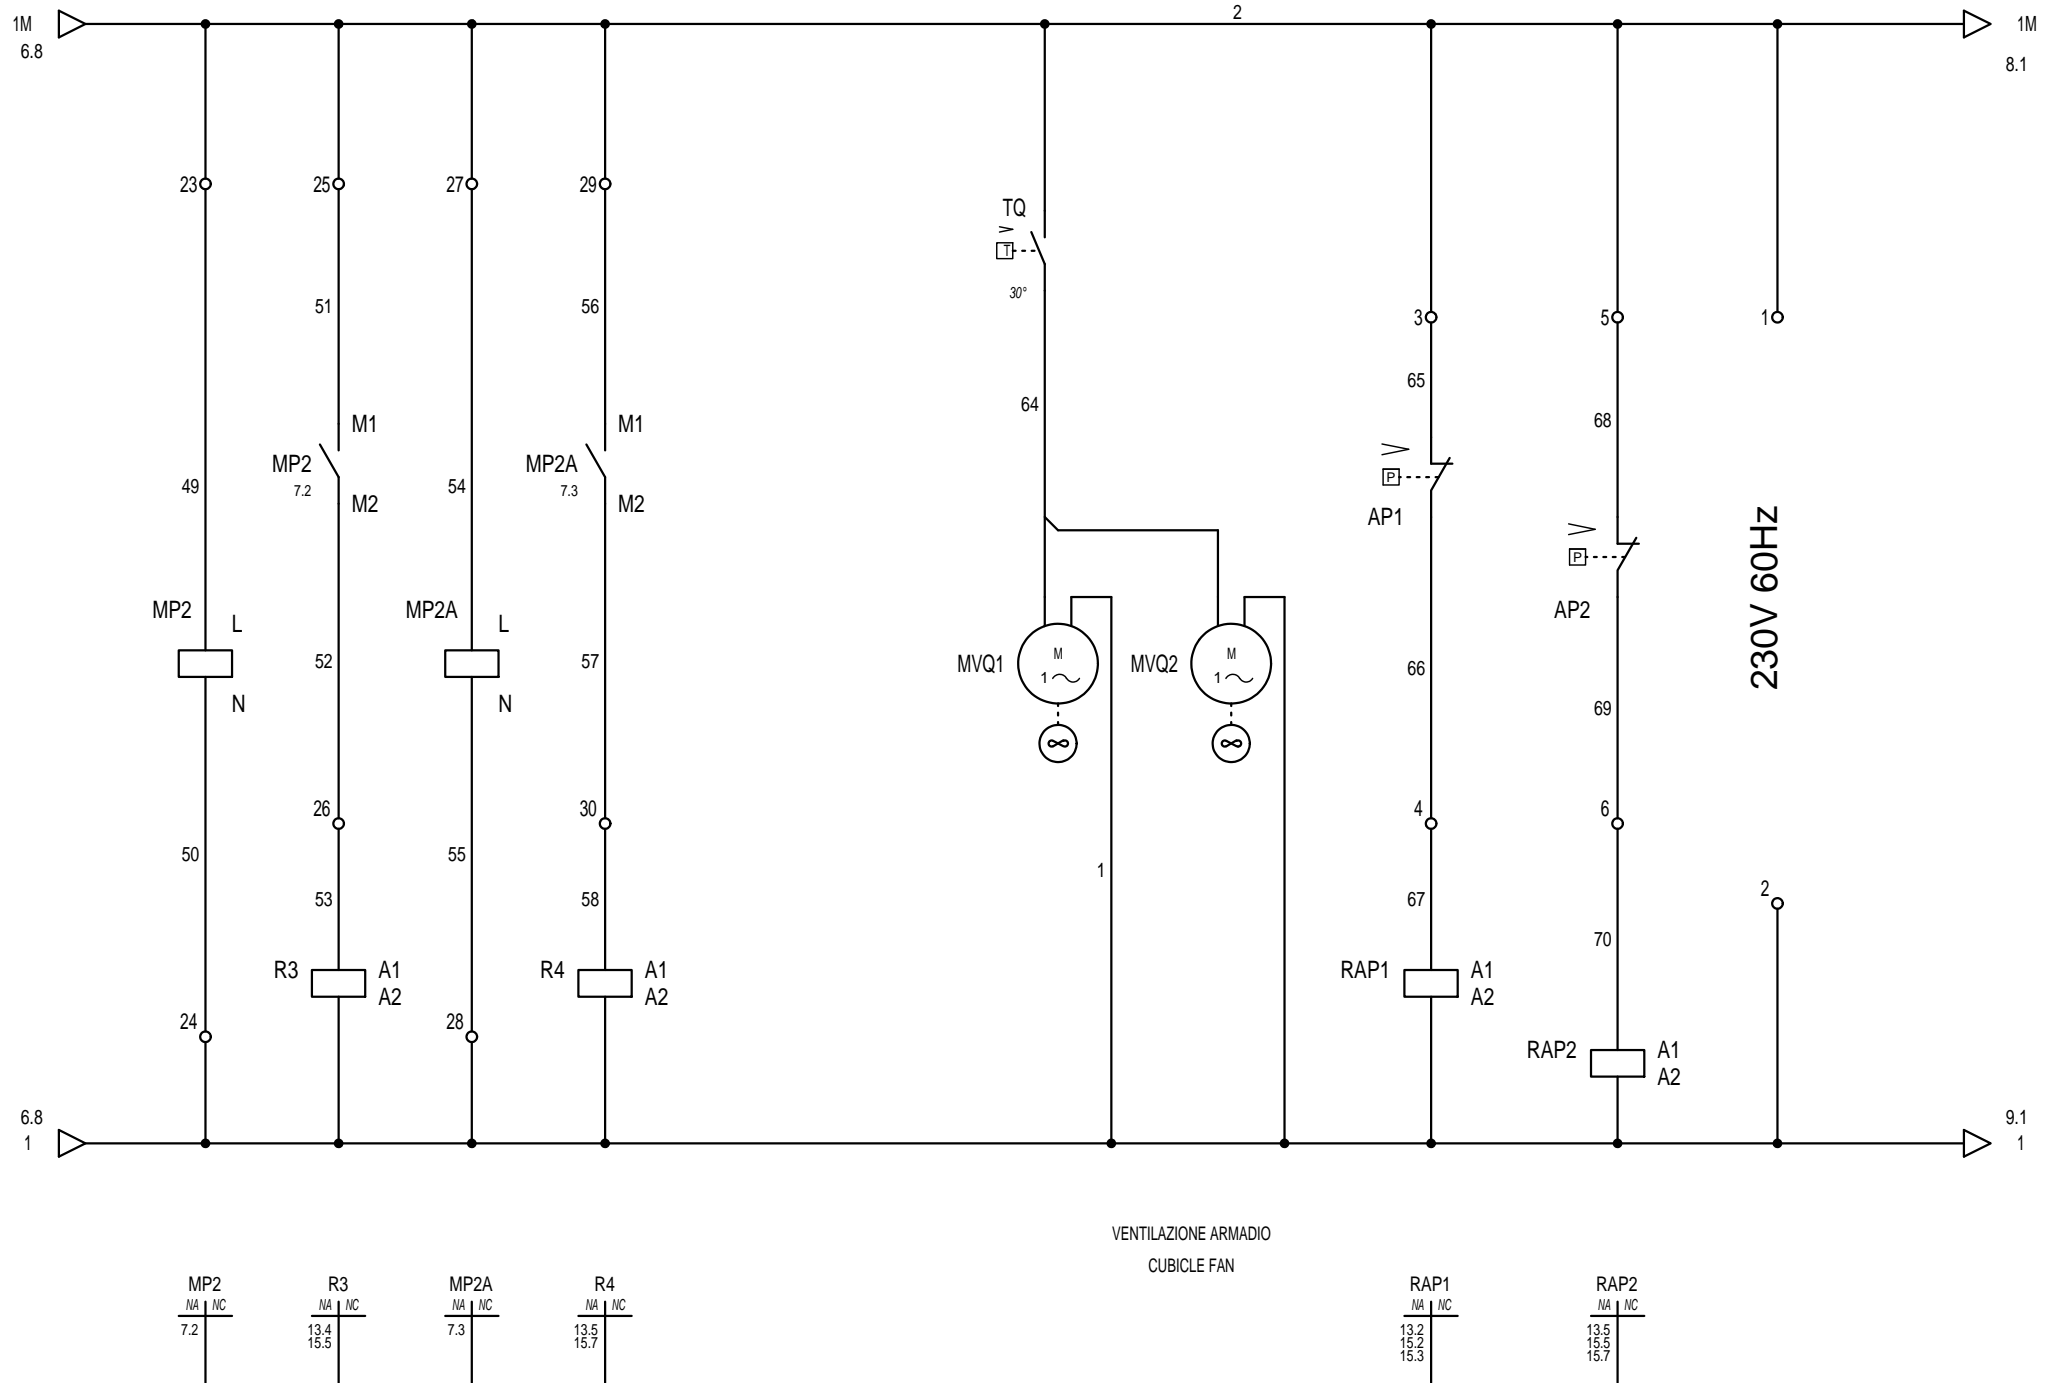 2
1M
1M
6.8
8.1
23
25
27
29
TQ
>
T
30°
51
56
3
5
1
65
64
68
M1
M1
MP2
MP2A
7.2
7.3
M2
M2
49
54
P
AP1
P
AP2
230V 60Hz
MP2
L
MP2A
L
52
57
MVQ1
M
1
MVQ2
M
1
66
N
N
69
26
30
4
6
50
55
1
53
58
67
2
70
R3
A1
A2
R4
A1
A2
RAP1
A1
A2
24
28
RAP2
A1
A2
6.8
9.1
1
1
VENTILAZIONE ARMADIO
CUBICLE FAN
MP2
NA NC
7.2
R3
NA NC
13.4
15.5
MP2A
NA NC
7.3
R4
NA NC
13.5
15.7
RAP1
NA NC
13.2
15.2
15.3
RAP2
NA NC
13.5
15.5
15.7